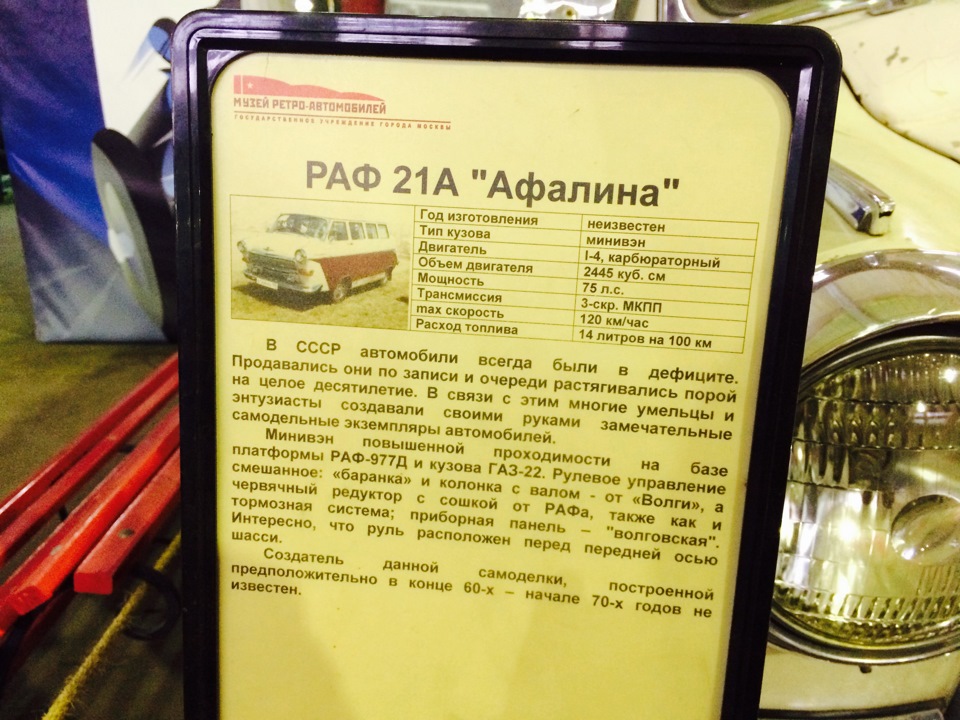 МУЗЕЙ РЕТРО-АВТОМОБИЛЕЙ
ГОСУДАРСТВЕННОЕ УЧРЕЖДЕНИЕ ГОРОДА МОСКВЫ
РАФ 21А "Афалина"
Год изготовления неизвестен
Тип кузова минивэн
Двигатель I-4, карбюраторный
Объем двигателя 2445 куб. см
Мощность 75 л.с.
Трансмиссия 3-скр. МКПП
max скорость 120 км/час
Расход топлива 14 литров на 100 км
В СССР автомобили всегда были в дефиците.
Продавались они по записи и очереди растягивались порой
на целое десятилетие. В связи с этим многие умельцы и
энтузиасты создавали своими руками замечательные
самодельные экземпляры автомобилей.
Минивэн повышенной проходимости на базе
платформы РАФ-977Д и кузова ГАЗ-22. Рулевое управление
смешанное: «баранка» и колонка с валом - от «Волги», а
червячный редуктор с сошкой от РАФа, также как и
тормозная система; приборная панель – "волговская".
Интересно, что руль расположен перед передней осью
шасси.
Создатель данной самоделки, построенной
предположительно в конце 60-х – начале 70-х годов не
известен.